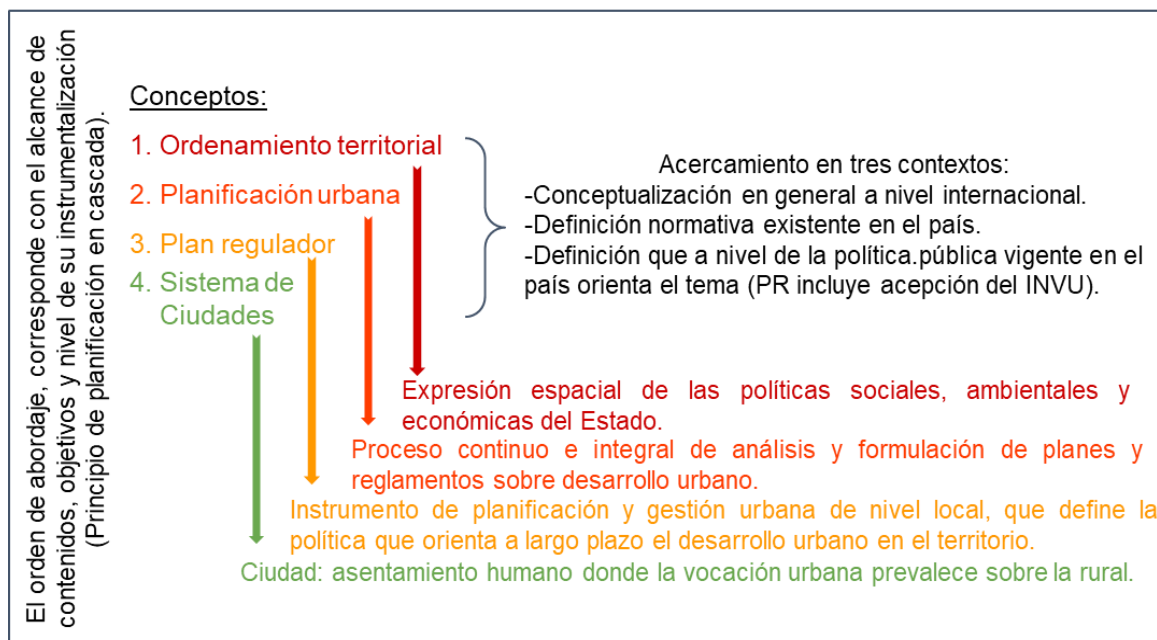 El orden de abordaje, corresponde con el alcance de
contenidos, objetivos y nivel de su instrumentalización
(Principio de planificación en cascada).
Conceptos:
1. Ordenamiento territorial
2. Planificación urbana
3. Plan regulador
4. Sistema de
Ciudades
Acercamiento en tres contextos:
-Conceptualización en general a nivel internacional.
-Definición normativa existente en el país.
-Definición que a nivel de la política.pública vigente en el
país orienta el tema (PR incluye acepción del INVU).
Expresión espacial de las políticas sociales, ambientales y
económicas del Estado.
Proceso continuo e integral de análisis y formulación de planes y
reglamentos sobre desarrollo urbano.
Instrumento de planificación y gestión urbana de nivel local, que define la
política que orienta a largo plazo el desarrollo urbano en el territorio.
Ciudad: asentamiento humano donde la vocación urbana prevalece sobre la rural.